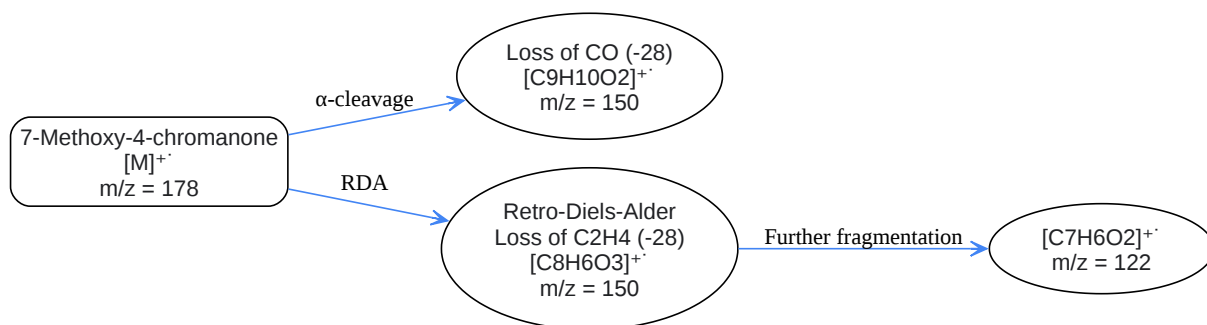 7-Methoxy-4-chromanone
[M]⁺˙
m/z = 178
α-cleavage
Loss of CO (-28)
[C9H10O2]⁺˙
m/z = 150
RDA
Retro-Diels-Alder
Loss of C2H4 (-28)
[C8H6O3]⁺˙
m/z = 150
Further fragmentation
[C7H6O2]⁺˙
m/z = 122